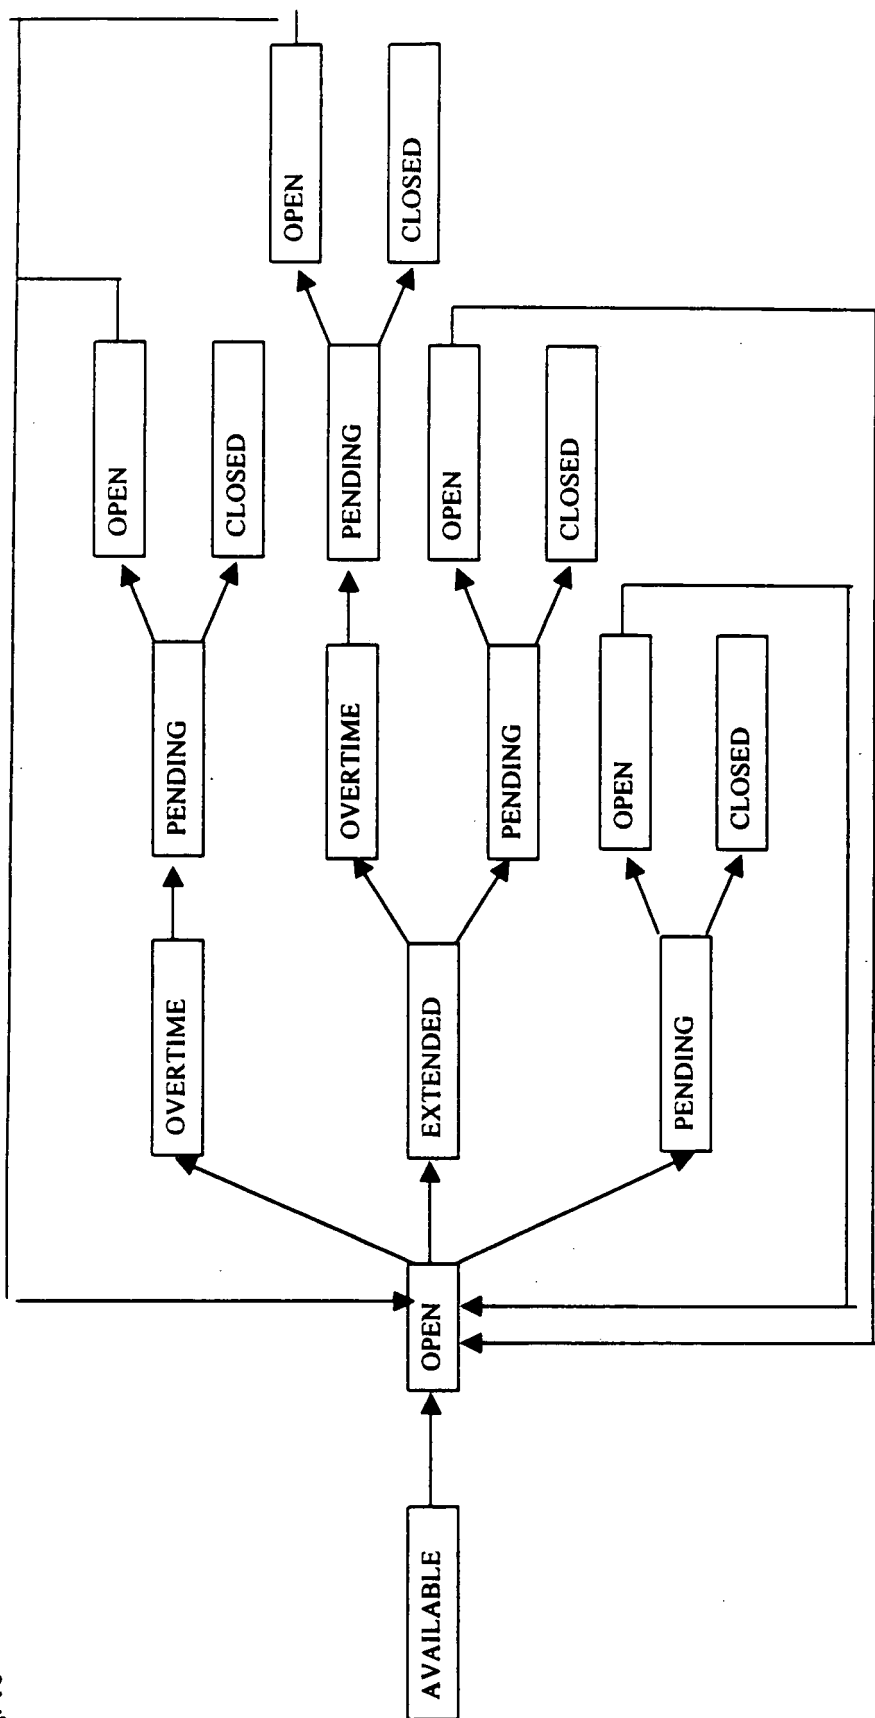 OPEN
OVERTIME
PENDING
CLOSED
OPEN
OVERTIME
PENDING
CLOSED
AVAILABLE
OPEN
EXTENDED
OPEN
PENDING
CLOSED
OPEN
PENDING
CLOSED